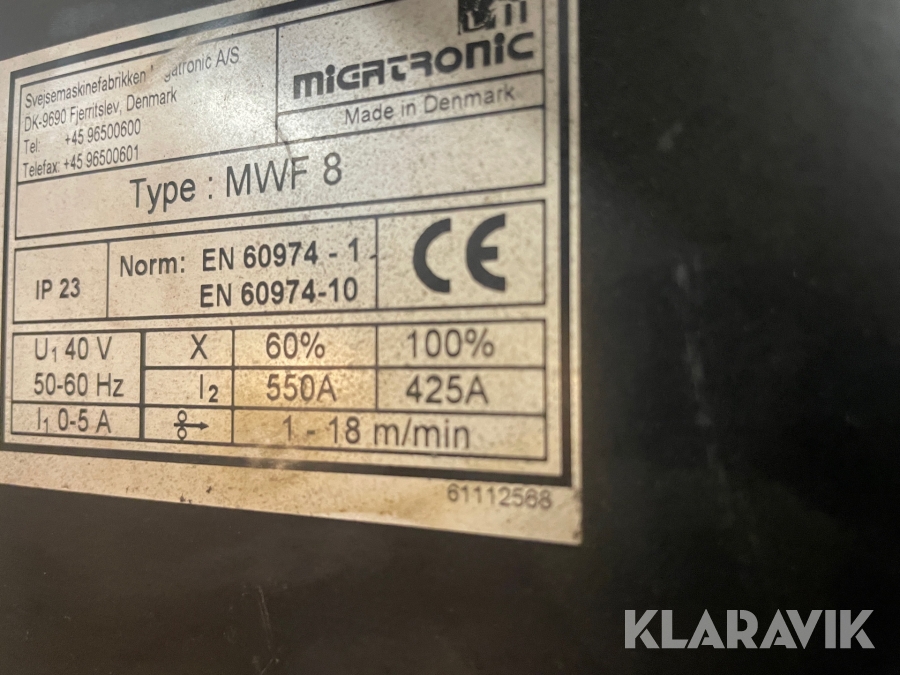 Svejsemaskinefabrikken gatronic A/S
DK-9690 Fjerritslev, Denmark
Tel: +45 96500600
Telefax: +45 96500601
MIGATRONIC
Made in Denmark
Type : MWF 8
IP 23
Norm: EN 60974 - 1
EN 60974-10
CE
U1 40 V
50-60 Hz
I1 0-5 A
X 60% 100%
I2 550A 425A
1 - 18 m/min
61112568
KLARAVIK